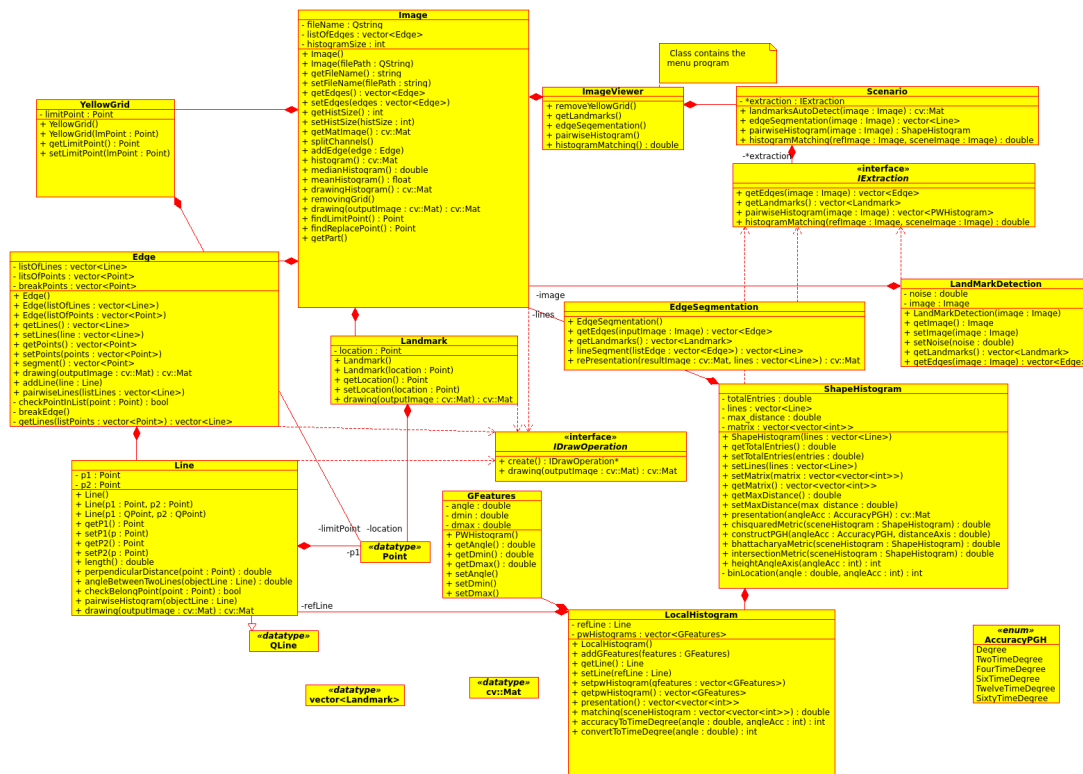 Image
- fileName : Qstring
- listOfEdges : vector<Edge>
- histogramSize : int
+ Image()
+ Image(filePath : QString)
+ getFileName() : string
+ setFileName(filePath : string)
+ getEdges() : vector<Edge>
+ setEdges(edges : vector<Edge>)
+ getHistSize() : int
+ setHistSize(histSize : int)
+ getMatImage() : cv::Mat
+ splitChannels()
+ addEdge(edge : Edge)
+ histogram() : cv::Mat
+ medianHistogram() : double
+ meanHistogram() : float
+ drawingHistogram() : cv::Mat
+ removingGrid()
+ drawing(outputImage : cv::Mat) : cv::Mat
+ findLimitPoint() : Point
+ findReplacePoint() : Point
+ getPart()
Class contains the
menu program
ImageViewer
+ removeYellowGrid()
+ getLandmarks()
+ edgeSegementation()
+ pairwiseHistogram()
+ histogramMatching() : double
Scenario
- *extraction : IExtraction
+ landmarksAutoDetect(image : Image) : cv::Mat
+ edgeSegmentation(image : Image) : vector<Line>
+ pairwiseHistogram(image : Image) : ShapeHistogram
+ histogramMatching(refImage : Image, sceneImage : Image) : double
-*extraction
YellowGrid
- limitPoint : Point
+ YellowGrid()
+ YellowGrid(lmPoint : Point)
+ getLimitPoint() : Point
+ setLimitPoint(lmPoint : Point)
«interface»
IExtraction
+ getEdges(image : Image) : vector<Edge>
+ getLandmarks() : vector<Landmark>
+ pairwiseHistogram(image : Image) : vector<PWHistogram>
+ histogramMatching(refImage : Image, sceneImage : Image) : double
Edge
- listOfLines : vector<Line>
- litsOfPoints : vector<Point>
- breakPoints : vector<Point>
+ Edge()
+ Edge(listOfLines : vector<Line>)
+ Edge(listOfPoints : vector<Point>)
+ getLines() : vector<Line>
+ setLines(line : vector<Line>)
+ getPoints() : vector<Point>
+ setPoints(points : vector<Point>)
+ segment() : vector<Point>
+ drawing(outputImage : cv::Mat) : cv::Mat
+ addLine(line : Line)
+ pairwiseLines(listLines : vector<Line>)
- checkPointInList(point : Point) : bool
- breakEdge()
- getLines(listPoints : vector<Point>) : vector<Line>
-image
-lines
LandMarkDetection
- noise : double
- image : Image
+ LandMarkDetection(image : Image)
+ getImage() : Image
+ setImage(image : Image)
+ setNoise(noise : double)
+ getLandmarks() : vector<Landmark>
+ getEdges(image : Image) : vector<Edge>
EdgeSegmentation
+ EdgeSegmentation()
+ getEdges(inputImage : Image) : vector<Edge>
+ getLandmarks() : vector<Landmark>
+ lineSegment(listEdge : vector<Edge>) : vector<Line>
+ rePresentation(resultImage : cv::Mat, lines : vector<Line>) : cv::Mat
Landmark
- location : Point
+ Landmark()
+ Landmark(location : Point)
+ getLocation() : Point
+ setLocation(location : Point)
+ drawing(outputImage : cv::Mat) : cv::Mat
ShapeHistogram
- totalEntries : double
- lines : vector<Line>
- max_distance : double
- matrix : vector<vector<int>>
+ ShapeHistogram(lines : vector<Line>)
+ getTotalEntries() : double
+ setTotalEntries(entries : double)
+ setLines(lines : vector<Line>)
+ setMatrix(matrix : vector<vector<int>>)
+ getMatrix() : vector<vector<int>>
+ getMaxDistance() : double
+ setMaxDistance(max_distance : double)
+ presentation(angleAcc : AccuracyPGH) : cv::Mat
+ chisquaredMetric(sceneHistogram : ShapeHistogram) : double
+ constructPGH(angleAcc : AccuracyPGH, distanceAxis : double)
+ bhattacharyaMetric(sceneHistogram : ShapeHistogram) : double
+ intersectionMetric(sceneHistogram : ShapeHistogram) : double
+ heightAngleAxis(angleAcc : int) : int
- binLocation(angle : double, angleAcc : int) : int
«interface»
IDrawOperation
+ create() : IDrawOperation*
+ drawing(outputImage : cv::Mat) : cv::Mat
Line
- p1 : Point
- p2 : Point
+ Line()
+ Line(p1 : Point, p2 : Point)
+ Line(p1 : QPoint, p2 : QPoint)
+ getP1() : Point
+ setP1(p : Point)
+ getP2() : Point
+ setP2(p : Point)
+ length() : double
+ perpendicularDistance(point : Point) : double
+ angleBetweenTwoLines(objectLine : Line) : double
+ checkBelongPoint(point : Point) : bool
+ pairwiseHistogram(objectLine : Line)
+ drawing(outputImage : cv::Mat) : cv::Mat
-limitPoint
-location
-p1
«datatype»
Point
GFeatures
- angle : double
- dmin : double
- dmax : double
+ PWHistogram()
+ getAngle() : double
+ getDmin() : double
+ getDmax() : double
+ setAngle()
+ setDmin()
+ setDmax()
-refLine
«datatype»
QLine
«datatype»
vector<Landmark>
«datatype»
cv::Mat
LocalHistogram
- refLine : Line
- pwHistograms : vector<GFeatures>
+ LocalHistogram()
+ addGFeatures(features : GFeatures)
+ getLine() : Line
+ setLine(refLine : Line)
+ setpwHistogram(qfeatures : vector<GFeatures>)
+ getpwHistogram() : vector<GFeatures>
+ presentation() : vector<vector<int>>
+ matching(sceneHistogram : vector<vector<int>>) : double
+ accuracyToTimeDegree(angle : double, angleAcc : int) : int
+ convertToTimeDegree(angle : double) : int
«enum»
AccuracyPGH
Degree
TwoTimeDegree
FourTimeDegree
SixTimeDegree
TwelveTimeDegree
SixtyTimeDegree